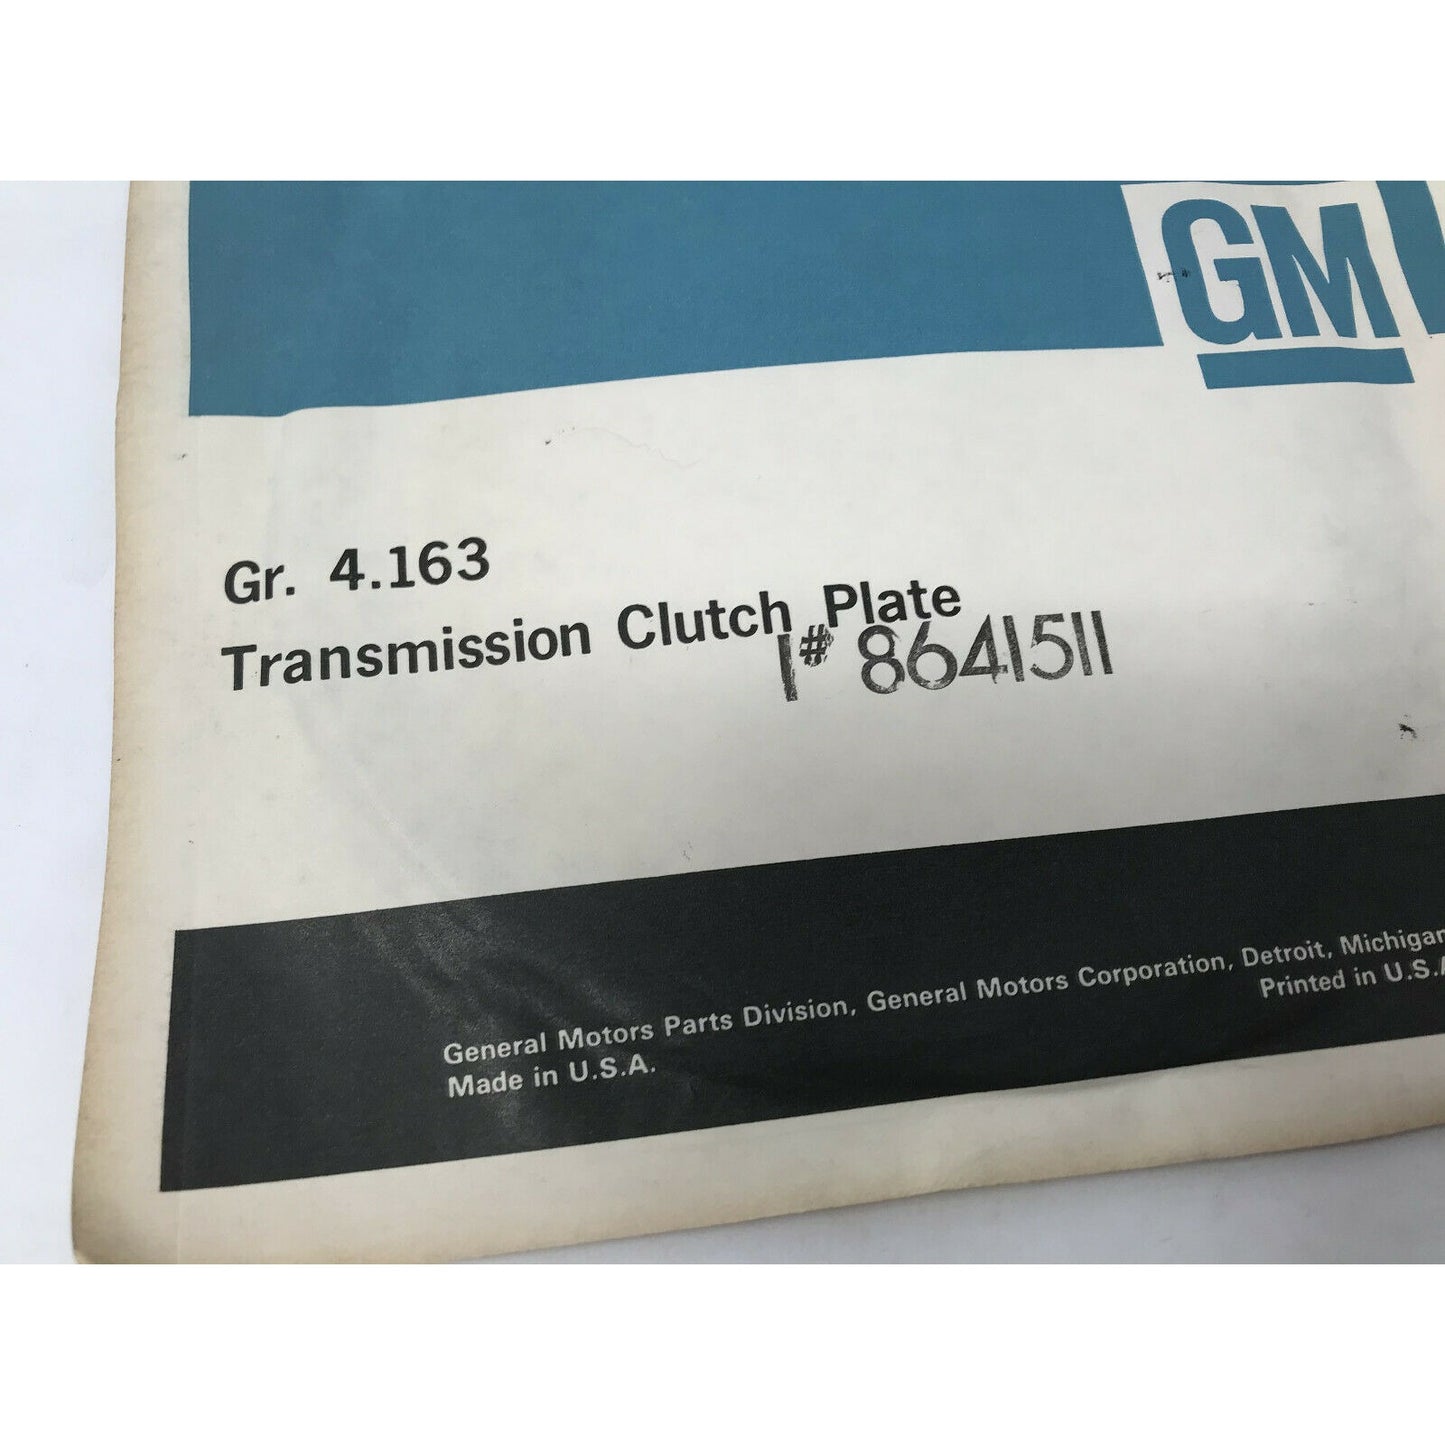 GM
Gr. 4.163
Transmission Clutch Plate
1# 8641511
General Motors Parts Division, General Motors Corporation, Detroit, Michigan
Made in U.S.A.
Printed in U.S.A